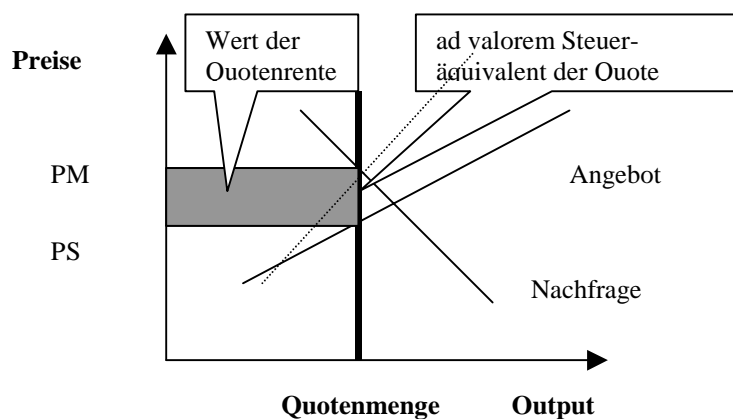 Wert der
Quotenrente
ad valorem Steuer-
äquivalent der Quote
Preise
PM
PS
Angebot
Nachfrage
Quotenmenge
Output